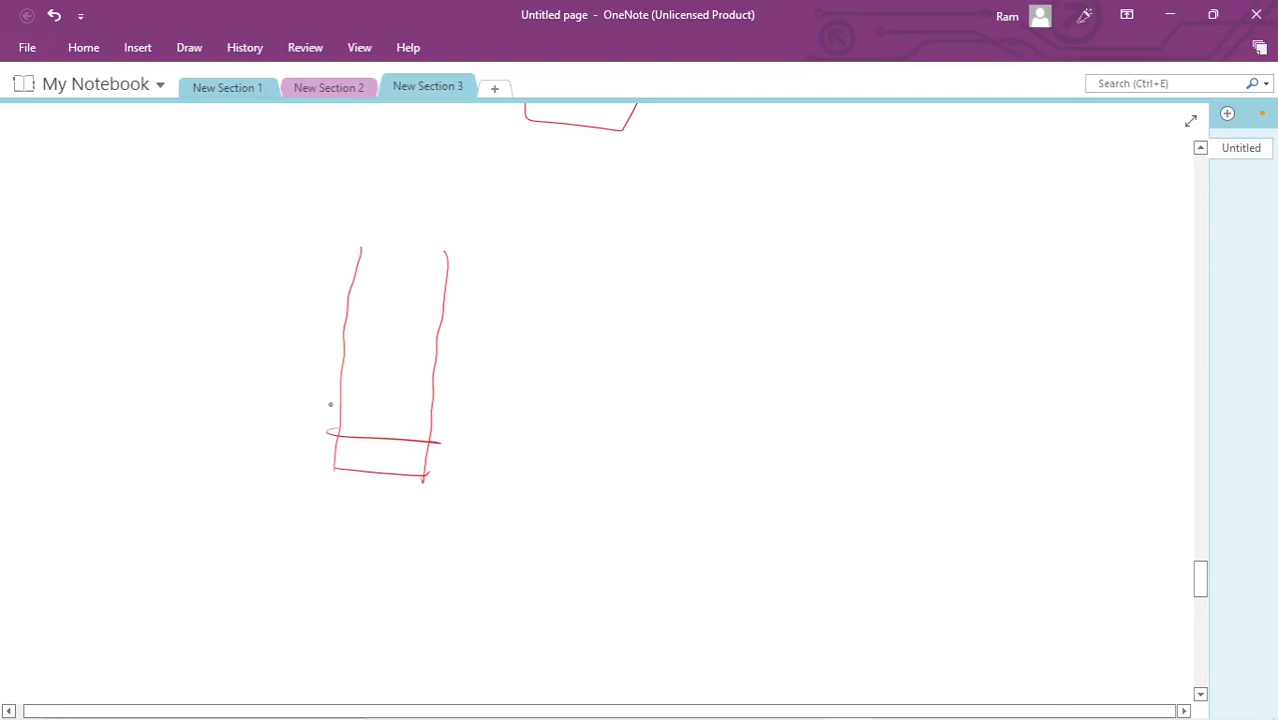 Untitled page - OneNote (Unlicensed Product)
Ram
File Home Insert Draw History Review View Help
My Notebook New Section 1 New Section 2 New Section 3 +
Search (Ctrl+E)
Untitled